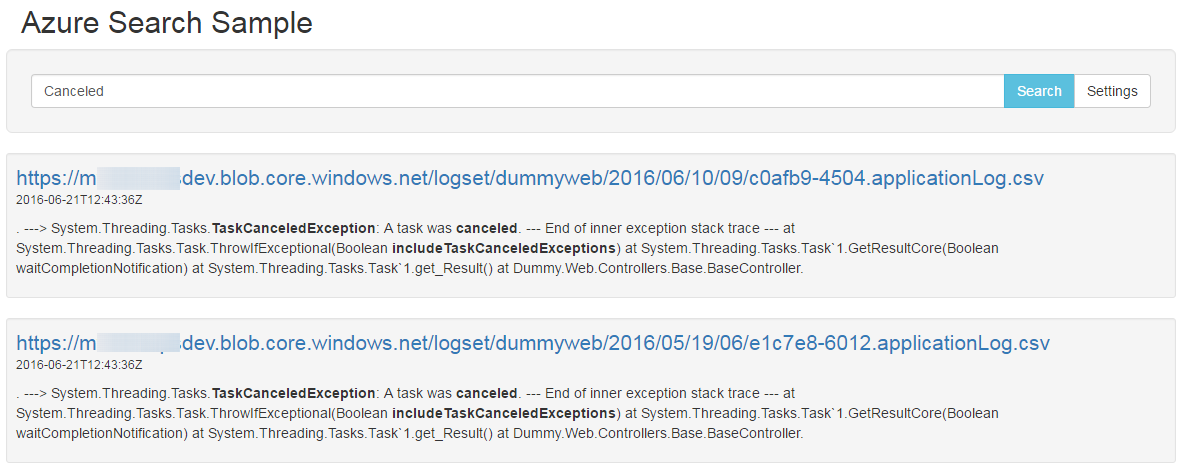 Azure Search Sample
Canceled
Search
Settings
https://m dev.blob.core.windows.net/logset/dummyweb/2016/06/10/09/c0afb9-4504.applicationLog.csv
2016-06-21T12:43:36Z
. ---> System.Threading.Tasks.TaskCanceledException: A task was canceled. --- End of inner exception stack trace --- at
System.Threading.Tasks.Task.ThrowIfExceptional(Boolean includeTaskCanceledExceptions) at System.Threading.Tasks.Task`1.GetResultCore(Boolean
waitCompletionNotification) at System.Threading.Tasks.Task`1.get_Result() at Dummy.Web.Controllers.Base.BaseController.
https://m dev.blob.core.windows.net/logset/dummyweb/2016/05/19/06/e1c7e8-6012.applicationLog.csv
2016-06-21T12:43:36Z
. ---> System.Threading.Tasks.TaskCanceledException: A task was canceled. --- End of inner exception stack trace --- at
System.Threading.Tasks.Task.ThrowIfExceptional(Boolean includeTaskCanceledExceptions) at System.Threading.Tasks.Task`1.GetResultCore(Boolean
waitCompletionNotification) at System.Threading.Tasks.Task`1.get_Result() at Dummy.Web.Controllers.Base.BaseController.